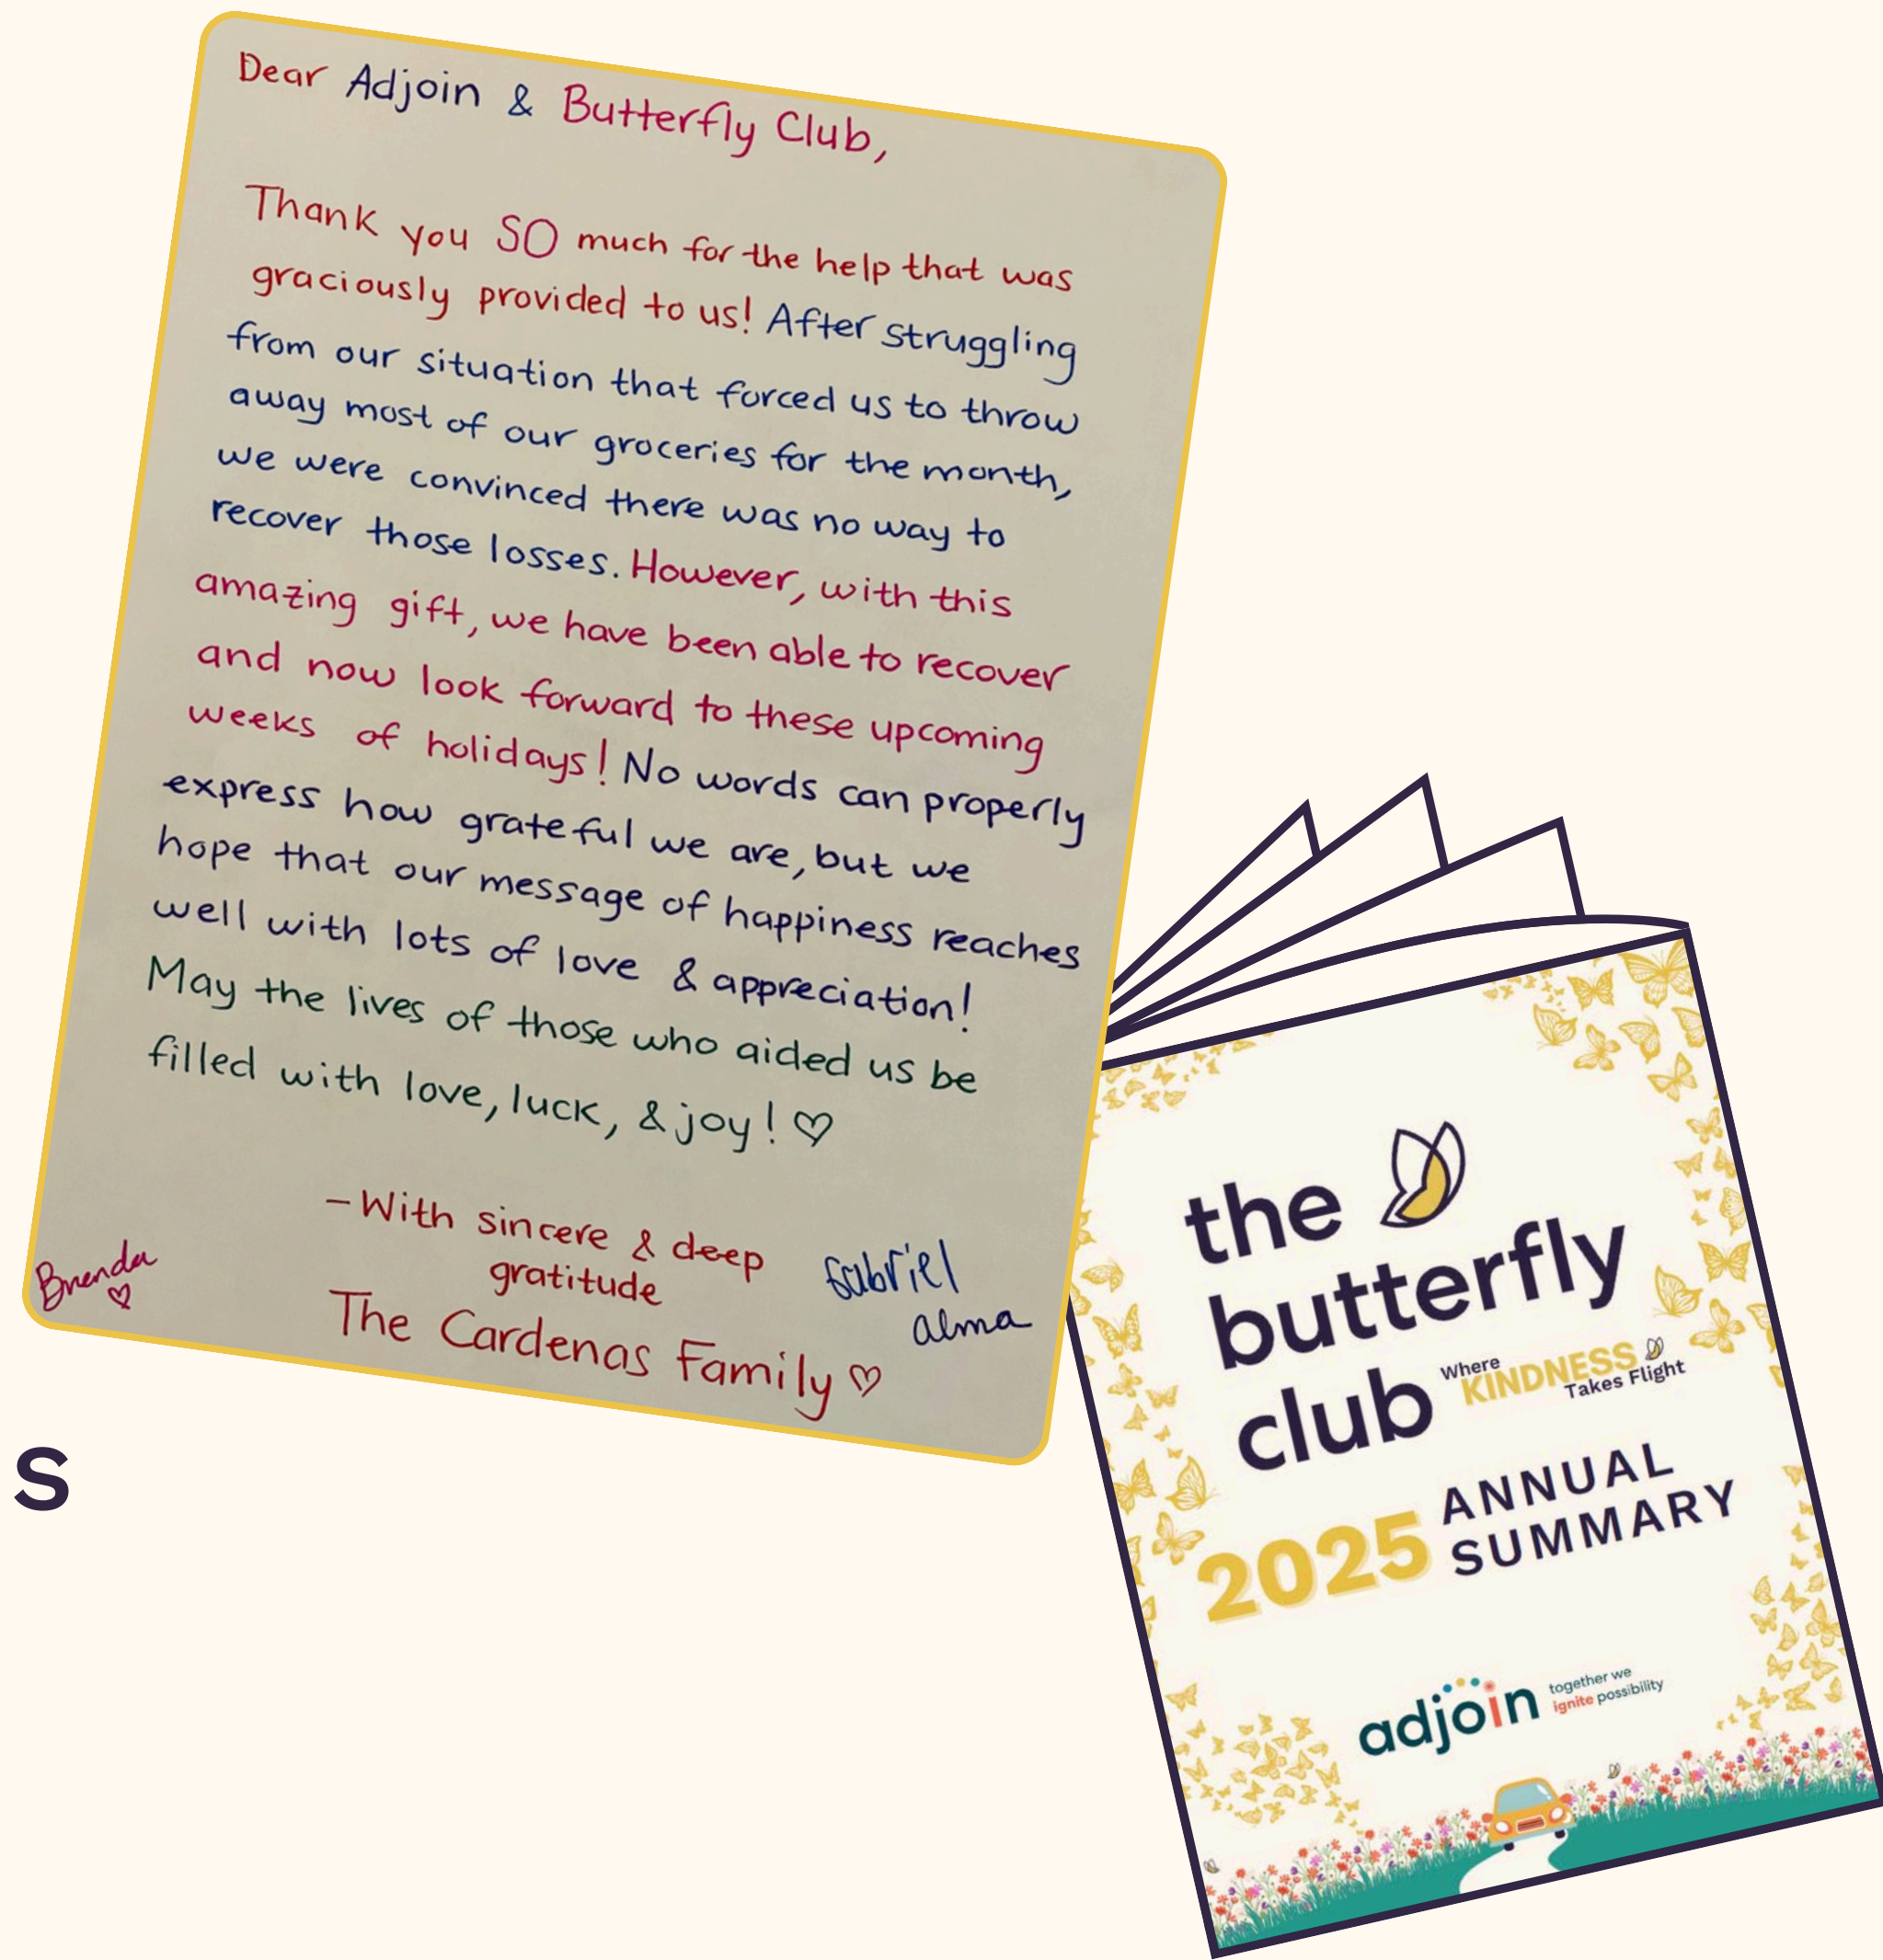 Dear Adjoin & Butterfly Club,
Thank you SO much for the help that was
graciously provided to us! After struggling
from our situation that forced us to throw
away most of our groceries for the month,
we were convinced there was no way to
recover those losses. However, with this
amazing gift, we have been able to recover
and now look forward to these upcoming
weeks of holidays! No words can properly
express how grateful we are, but we
hope that our message of happiness reaches
well with lots of love & appreciation!
May the lives of those who aided us be
filled with love, luck, & joy! ♡
- With sincere & deep
gratitude
The Cardenas Family ♡
Brenda
♡
Gabriel
alma
S
the
butterfly
club
Where
KINDNESS
Takes Flight
2025
ANNUAL
SUMMARY
adjoin
together we
ignite possibility